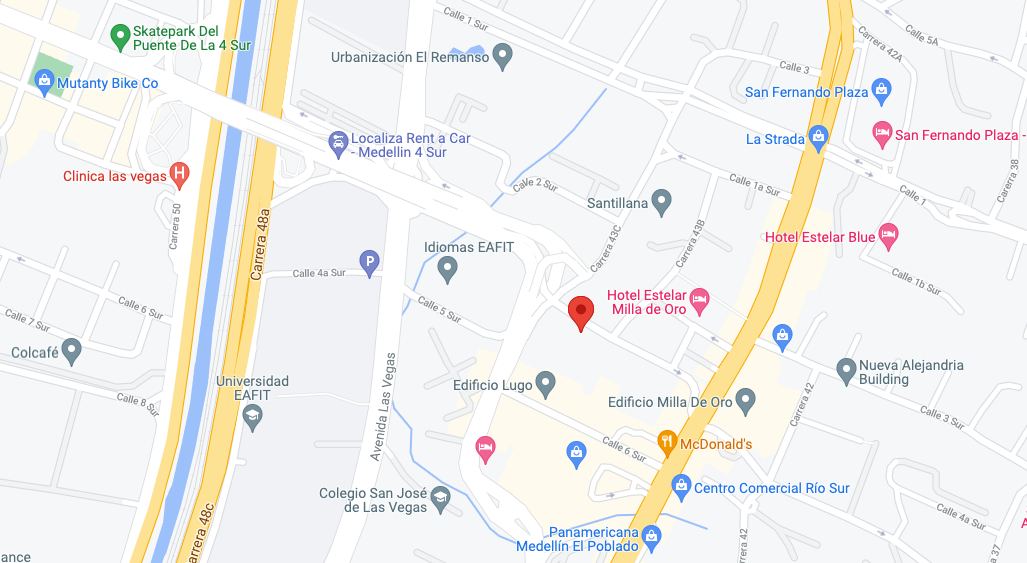 Calle 1 Sur
Skatepark Del
Puente De La 4 Sur
Calle 5A
Carrera 42A
Urbanización El Remanso
Calle 3
Mutanty Bike Co
San Fernando Plaza
Localiza Rent a Car
- Medellin 4 Sur
La Strada
San Fernando Plaza -
Clinica las vegas
Calle 2 Sur
Calle 1a Sur
Calle 1
Carrera 38
Santillana
Carrera 50
Carrera 48a
Carrera 43C
Carrera 43B
Hotel Estelar Blue
Idiomas EAFIT
P
Calle 4a Sur
Calle 1b Sur
Hotel Estelar
Milla de Oro
Calle 6 Sur
Calle 5 Sur
Calle 7 Sur
Colcafé
Universidad
EAFIT
Avenida Las Vegas
Edificio Lugo
Nueva Alejandria
Building
Edificio Milla De Oro
Carrera 42
Calle 8 Sur
Calle 3 Sur
Calle 6 Sur
McDonald's
H
Colegio San José
de Las Vegas
Centro Comercial Río Sur
Calle 4a Sur
arrera 48c
Panamericana
Medellín El Poblado
42
37
A
ance